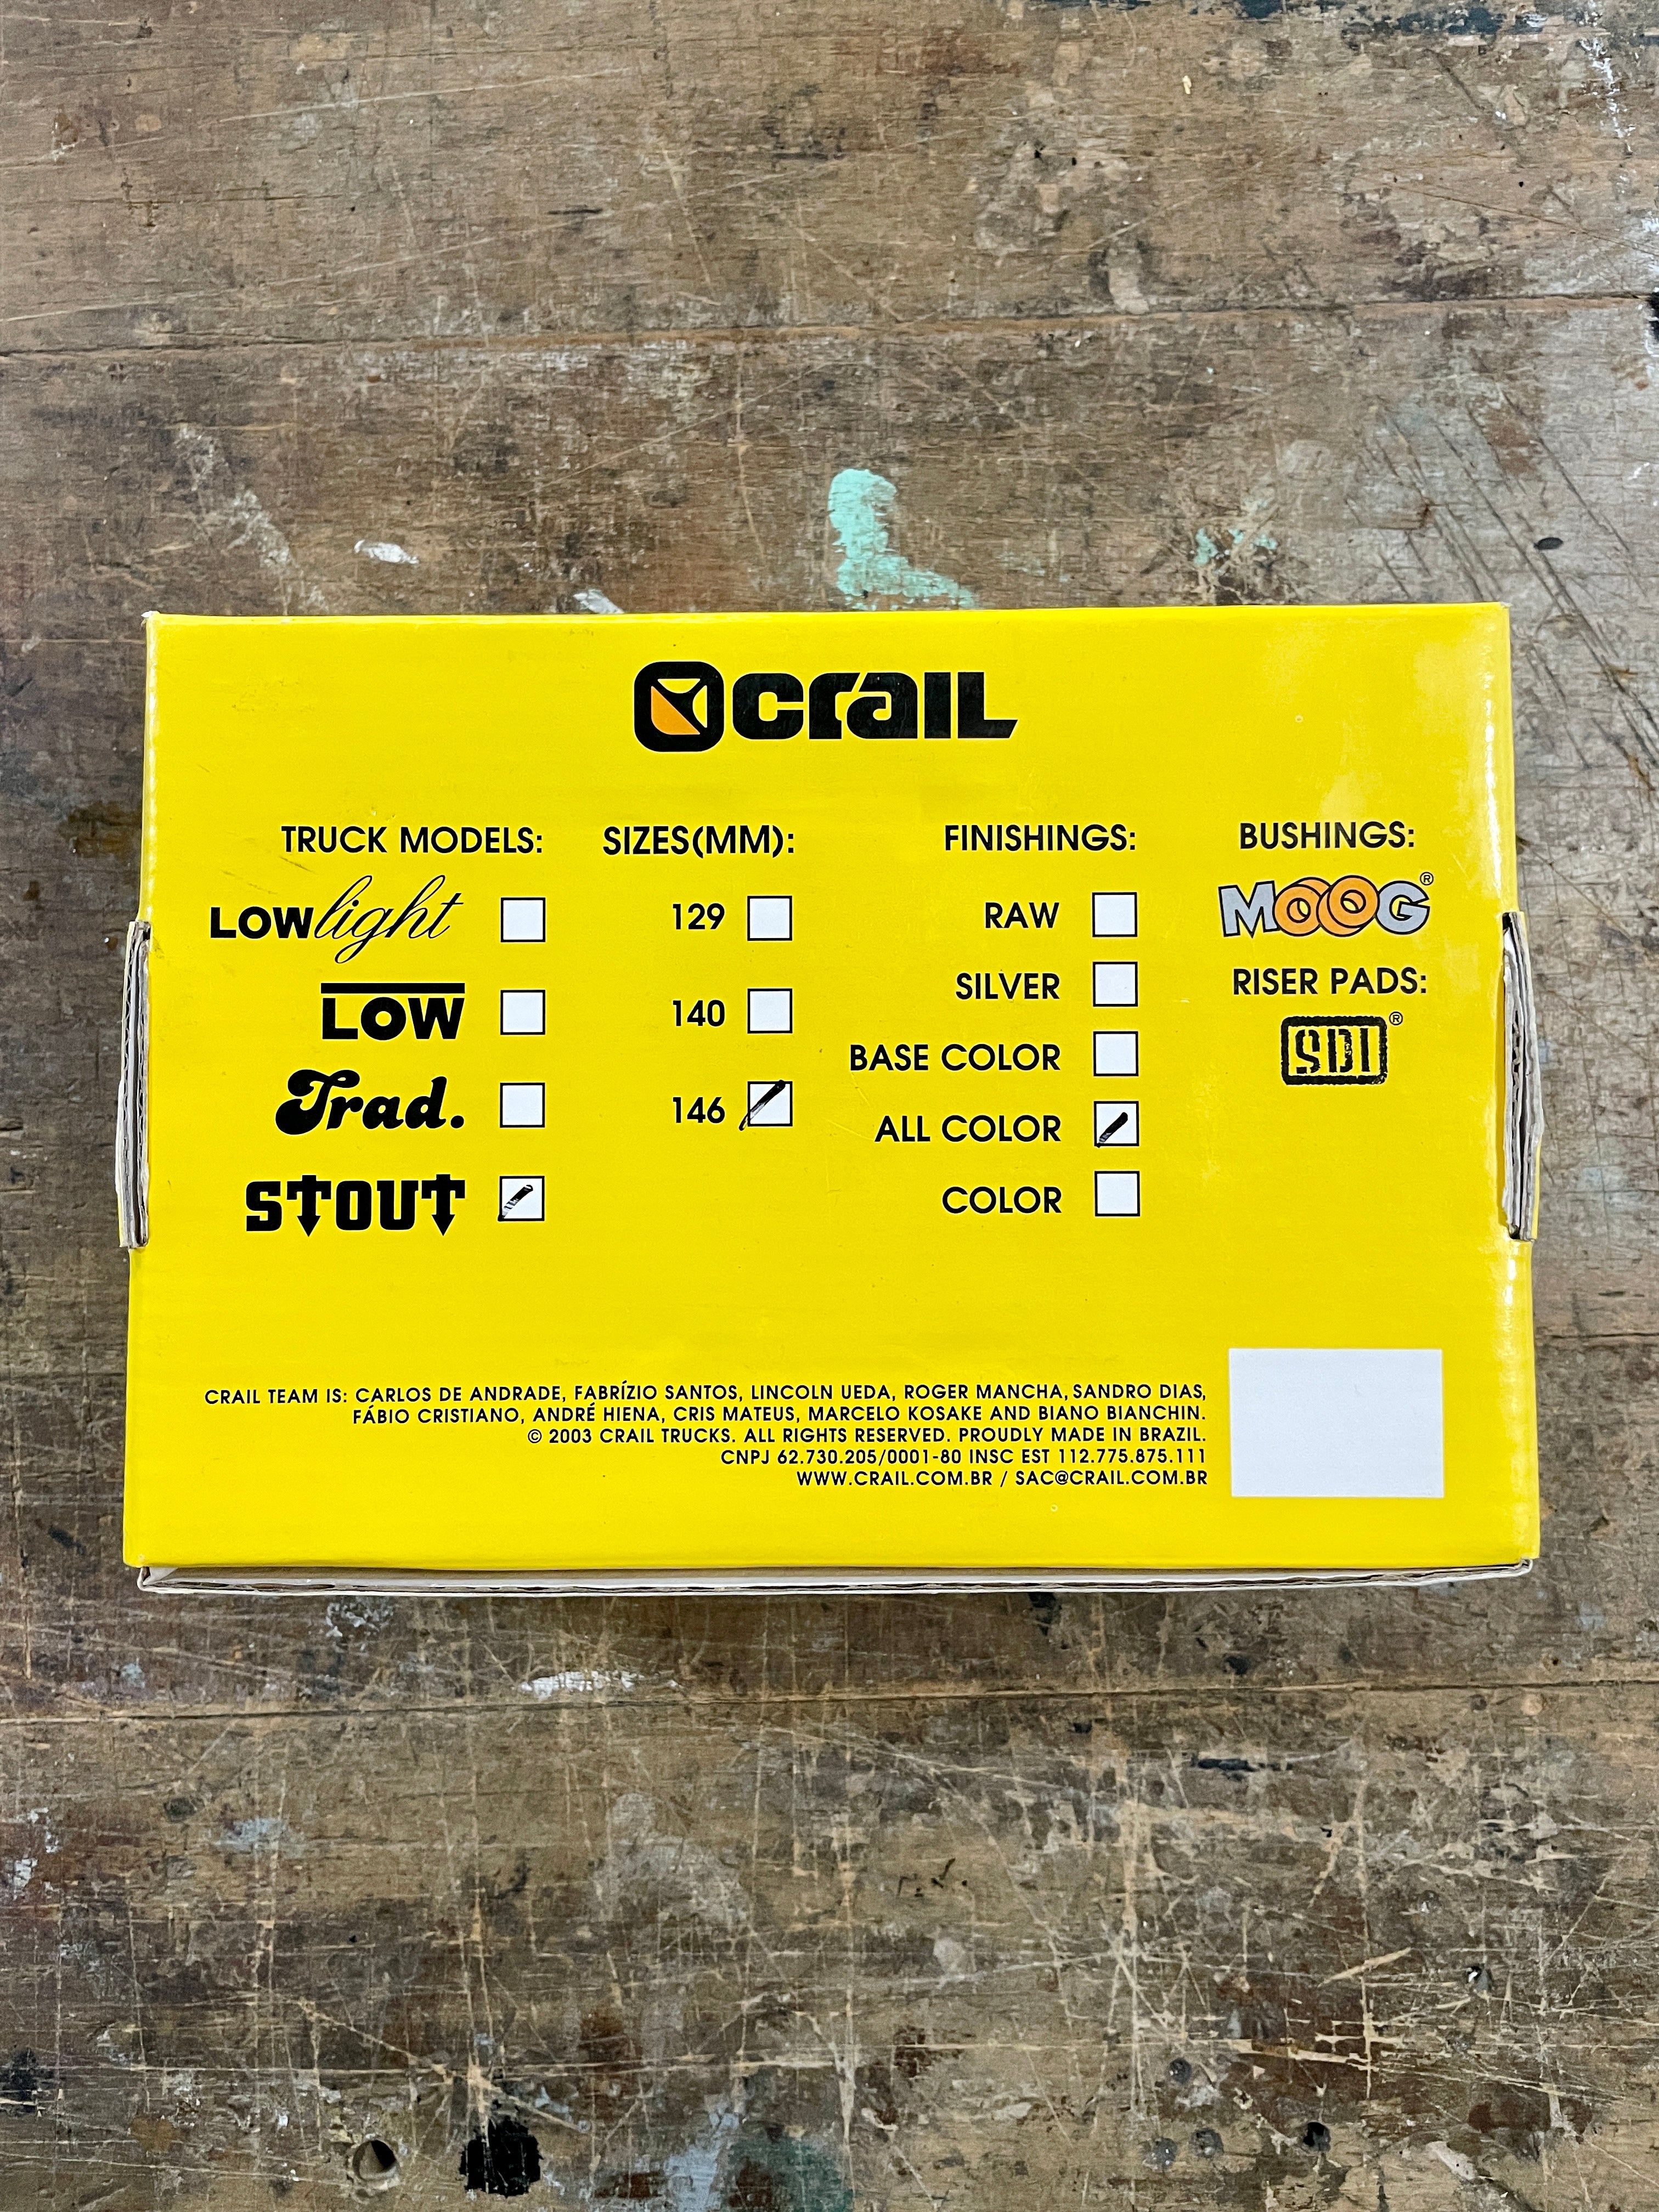 crail
TRUCK MODELS:
LOWlight
LOW
Trad.
STOUT
SIZES(MM):
129
140
146
FINISHINGS:
RAW
SILVER
BASE COLOR
ALL COLOR
COLOR
BUSHINGS:
MOOOG®
RISER PADS:
SDI®
CRAIL TEAM IS: CARLOS DE ANDRADE, FABRÍZIO SANTOS, LINCOLN UEDA, ROGER MANCHA, SANDRO DIAS,
FÁBIO CRISTIANO, ANDRÉ HIENA, CRIS MATEUS, MARCELO KOSAKE AND BIANO BIANCHIN.
© 2003 CRAIL TRUCKS. ALL RIGHTS RESERVED. PROUDLY MADE IN BRAZIL.
CNPJ 62.730.205/0001-80 INSC EST 112.775.875.111
WWW.CRAIL.COM.BR / SAC@CRAIL.COM.BR